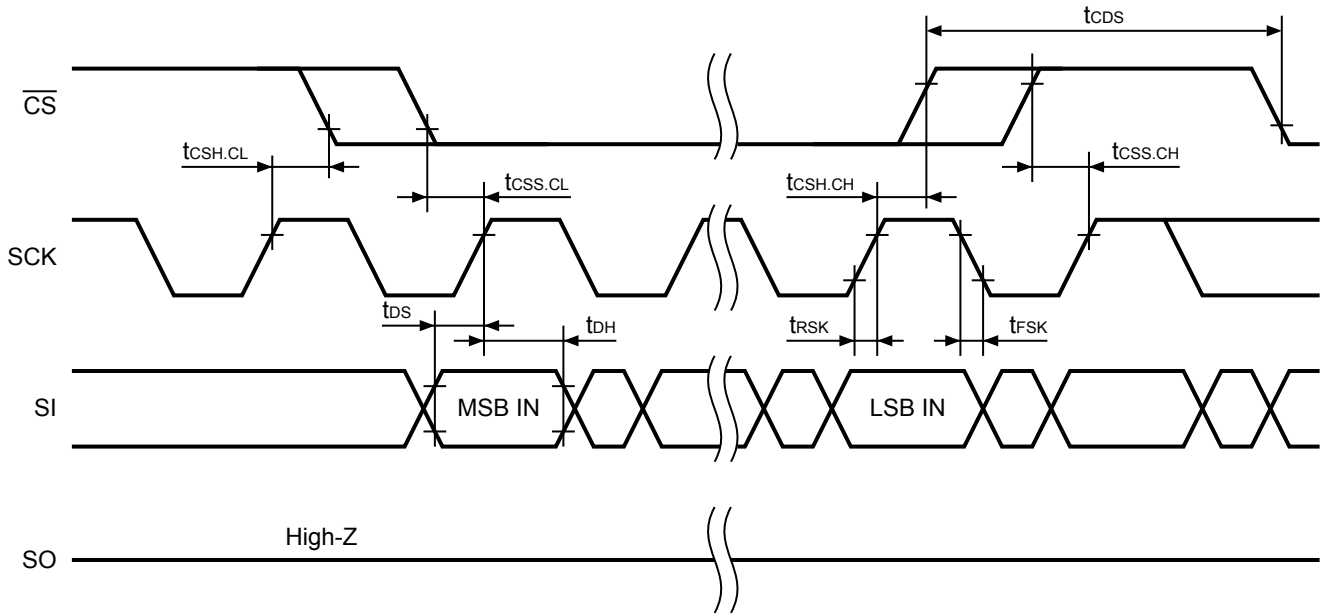 tCDS
CS
tCSH.CL
tCSS.CL
tCSH.CH
tCSS.CH
SCK
tDS
tDH
tRSK
tFSK
SI
MSB IN
LSB IN
High-Z
SO